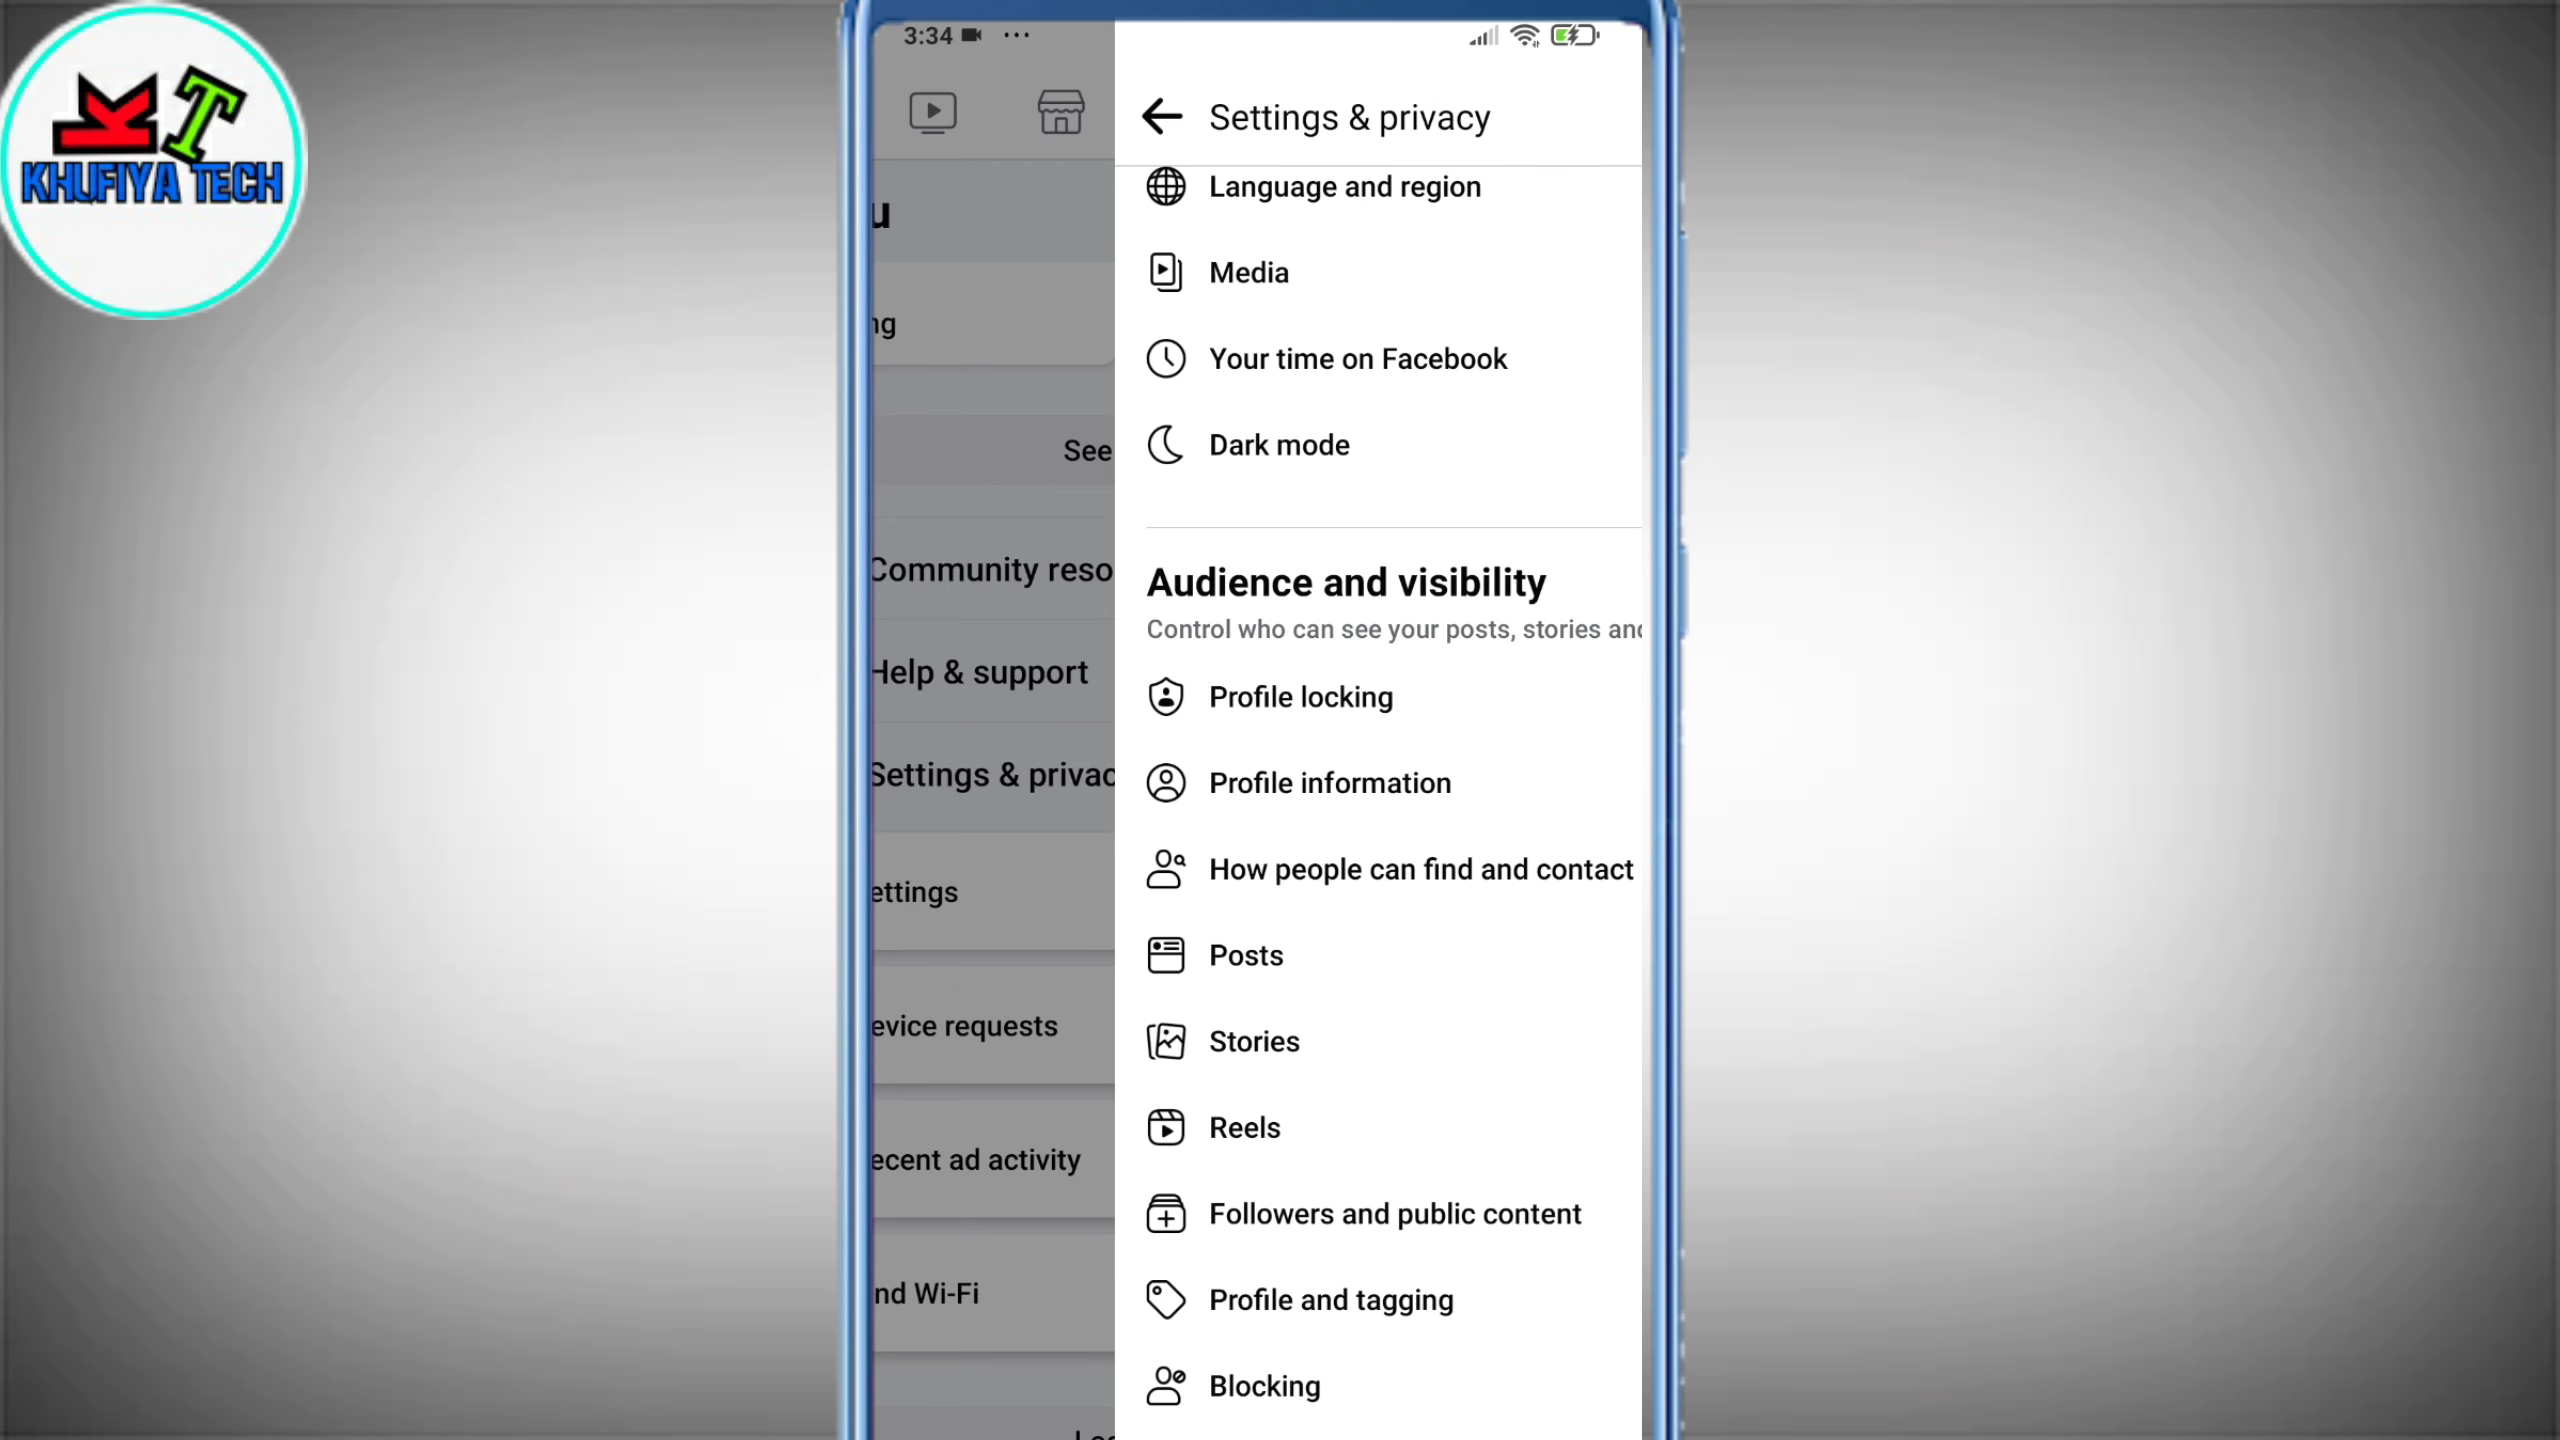 KT
KHUFIYA TECH
3:34
u
ng
See
Community reso
Help & support
Settings & privac
ettings
evice requests
ecent ad activity
nd Wi-Fi
Settings & privacy
Language and region
Media
Your time on Facebook
Dark mode
Audience and visibility
Control who can see your posts, stories and
Profile locking
Profile information
How people can find and contact
Posts
Stories
Reels
Followers and public content
Profile and tagging
Blocking